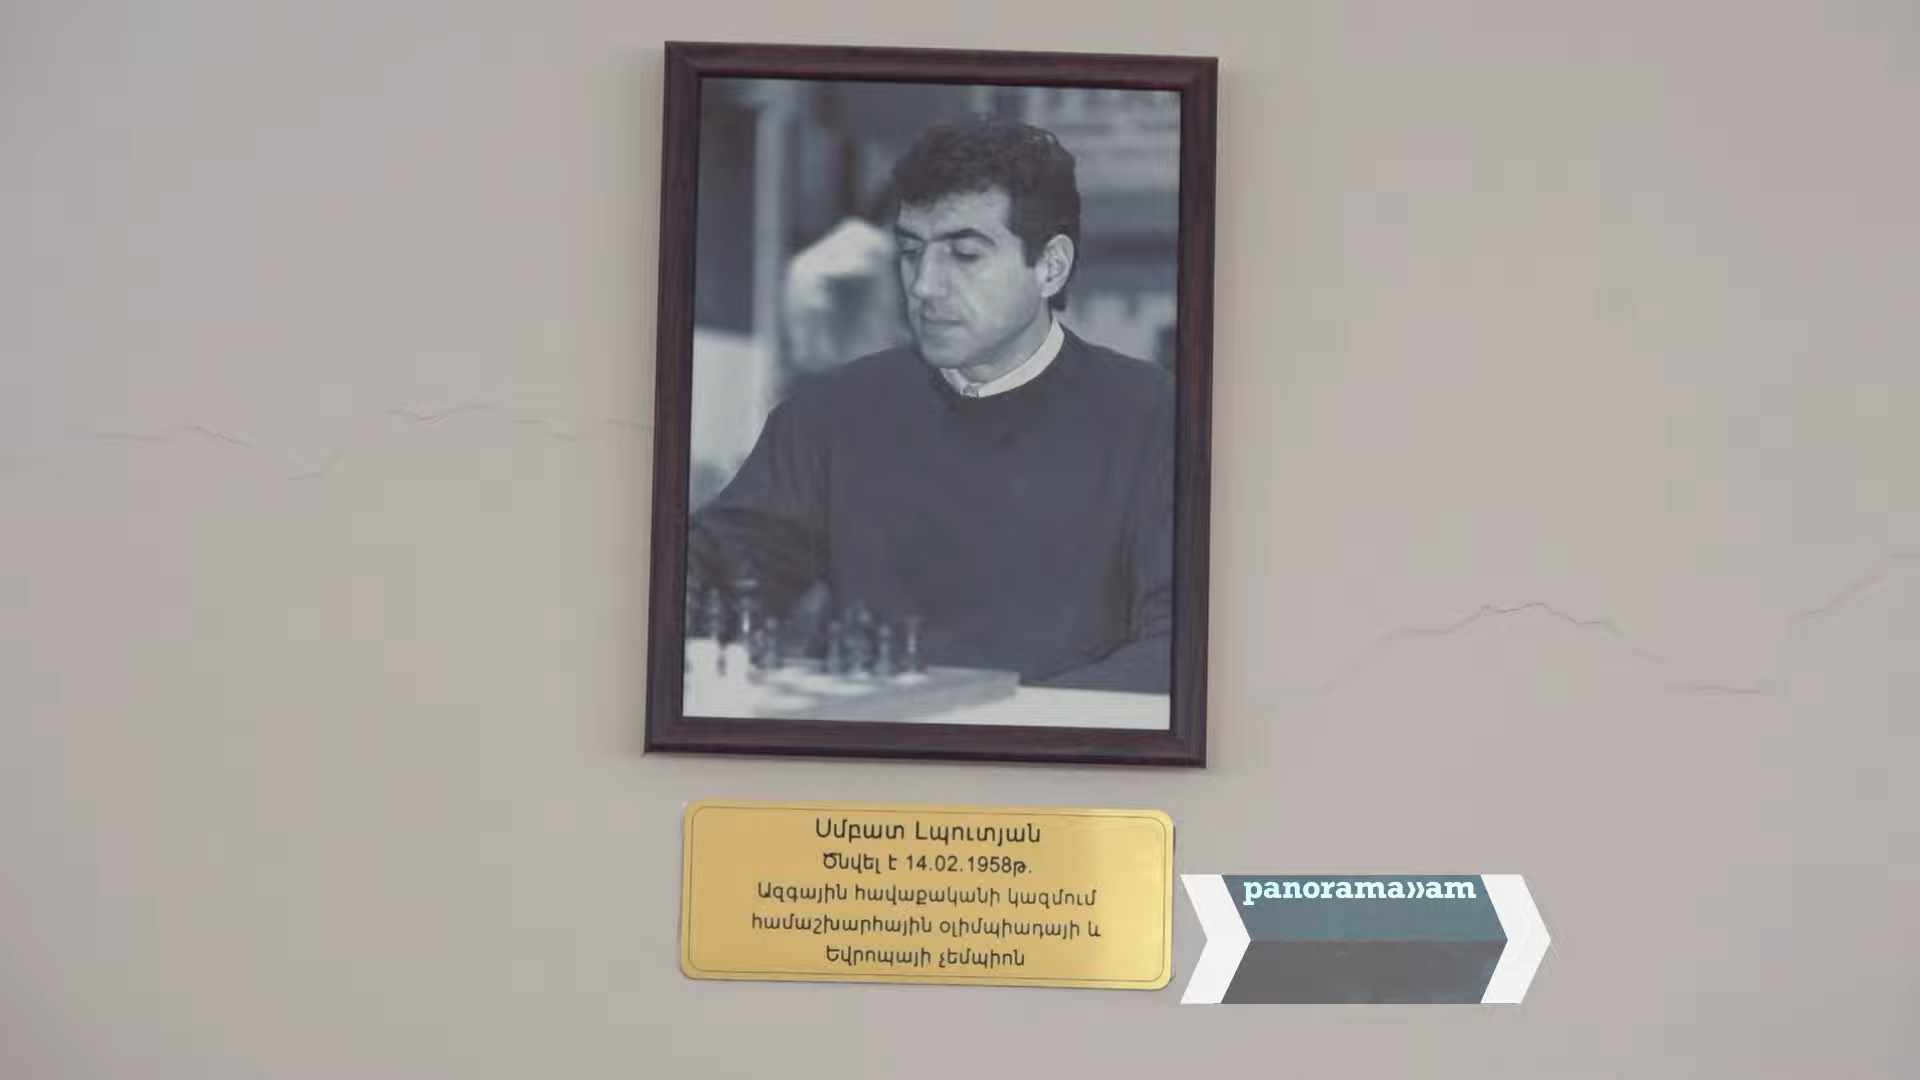 Սմբատ Լպուտյան
Ծնվել է 14.02.1958թ.
Ազգային հավաքականի կազմում
համաշխարհային օլիմպիադայի և
Եվրոպայի չեմպիոն
panorama»am